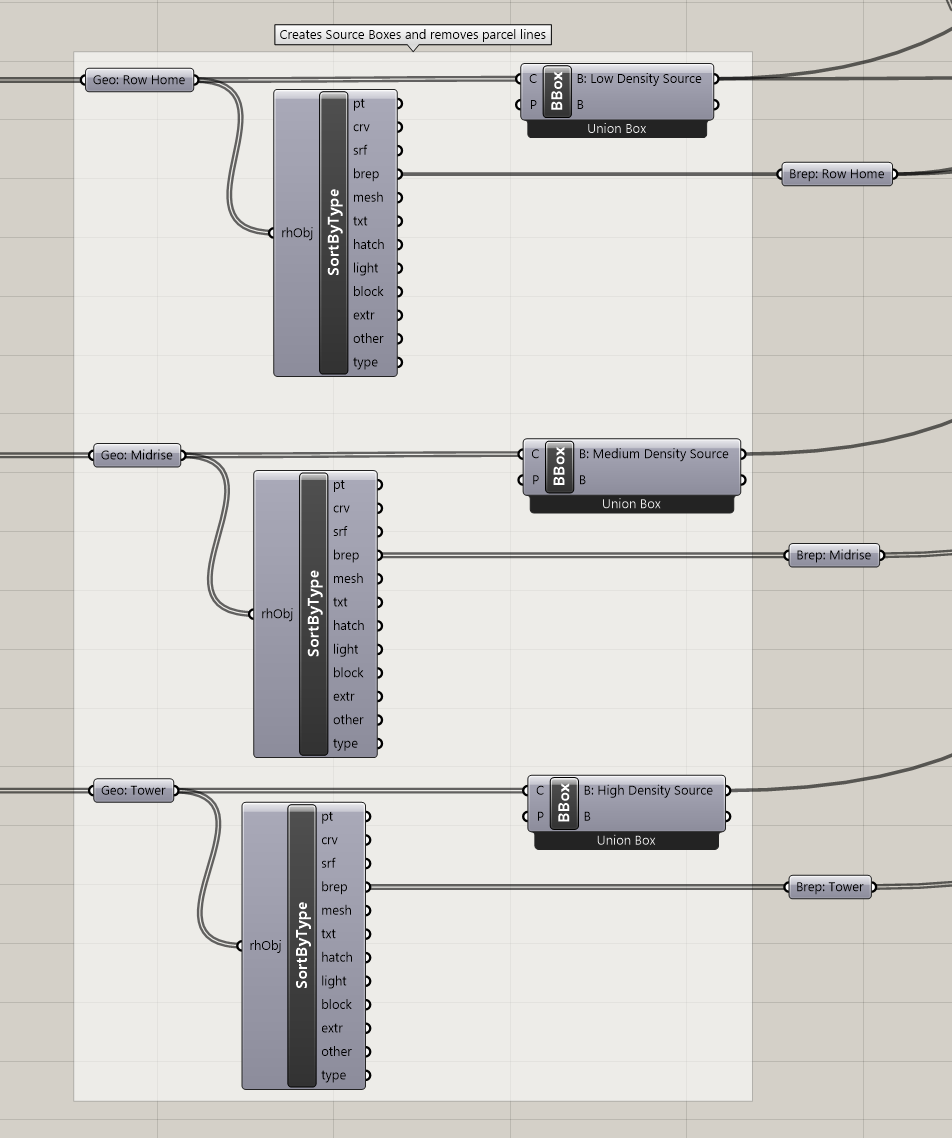 Creates Source Boxes and removes parcel lines
Geo: Row Home
C
P
BBox
B: Low Density Source
B
Union Box
rhObj
SortByType
pt
crv
srf
brep
mesh
txt
hatch
light
block
extr
other
type
Brep: Row Home
Geo: Midrise
C
P
BBox
B: Medium Density Source
B
Union Box
rhObj
SortByType
pt
crv
srf
brep
mesh
txt
hatch
light
block
extr
other
type
Brep: Midrise
Geo: Tower
C
P
BBox
B: High Density Source
B
Union Box
rhObj
SortByType
pt
crv
srf
brep
mesh
txt
hatch
light
block
extr
other
type
Brep: Tower